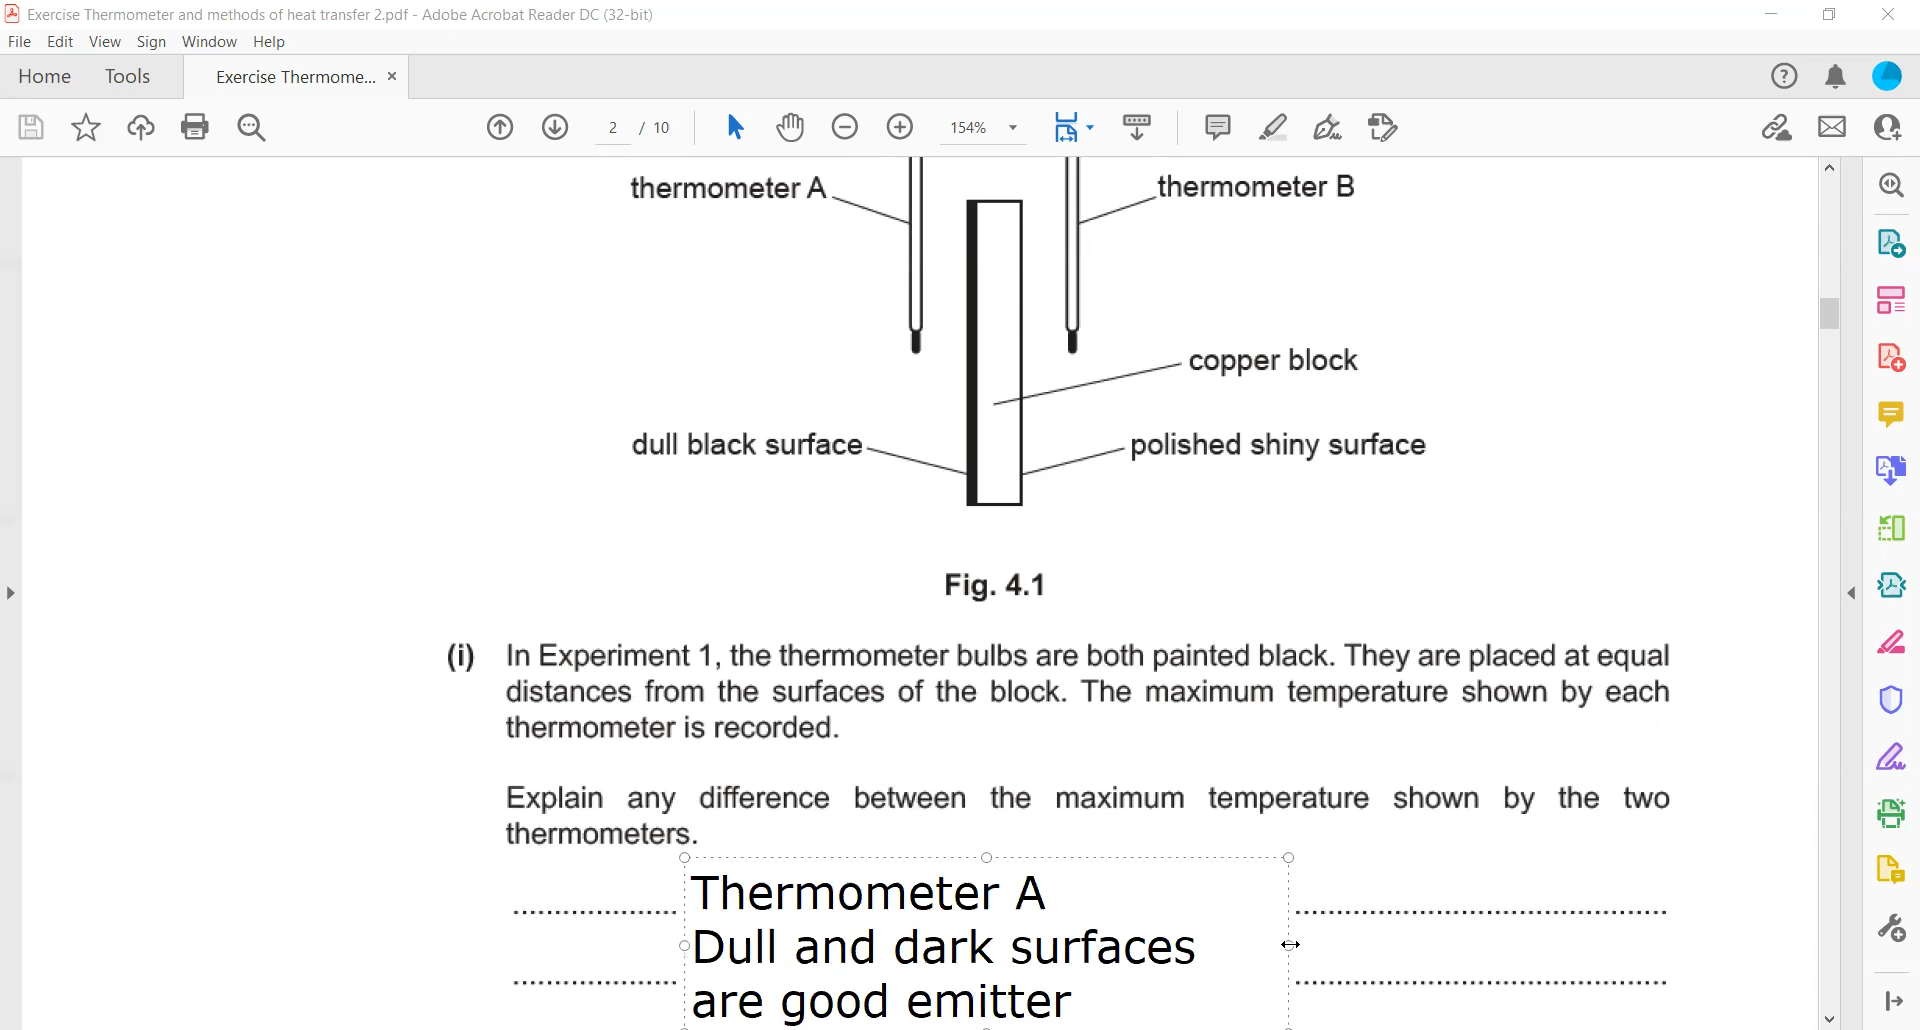 Exercise Thermometer and methods of heat transfer 2.pdf - Adobe Acrobat Reader DC (32-bit)
File Edit View Sign Window Help
Home Tools Exercise Thermome... ×
2 / 10 154%
thermometer A
thermometer B
copper block
dull black surface
polished shiny surface
Fig. 4.1
(i) In Experiment 1, the thermometer bulbs are both painted black. They are placed at equal
distances from the surfaces of the block. The maximum temperature shown by each
thermometer is recorded.
Explain any difference between the maximum temperature shown by the two
thermometers.
Thermometer A
Dull and dark surfaces
are good emitter